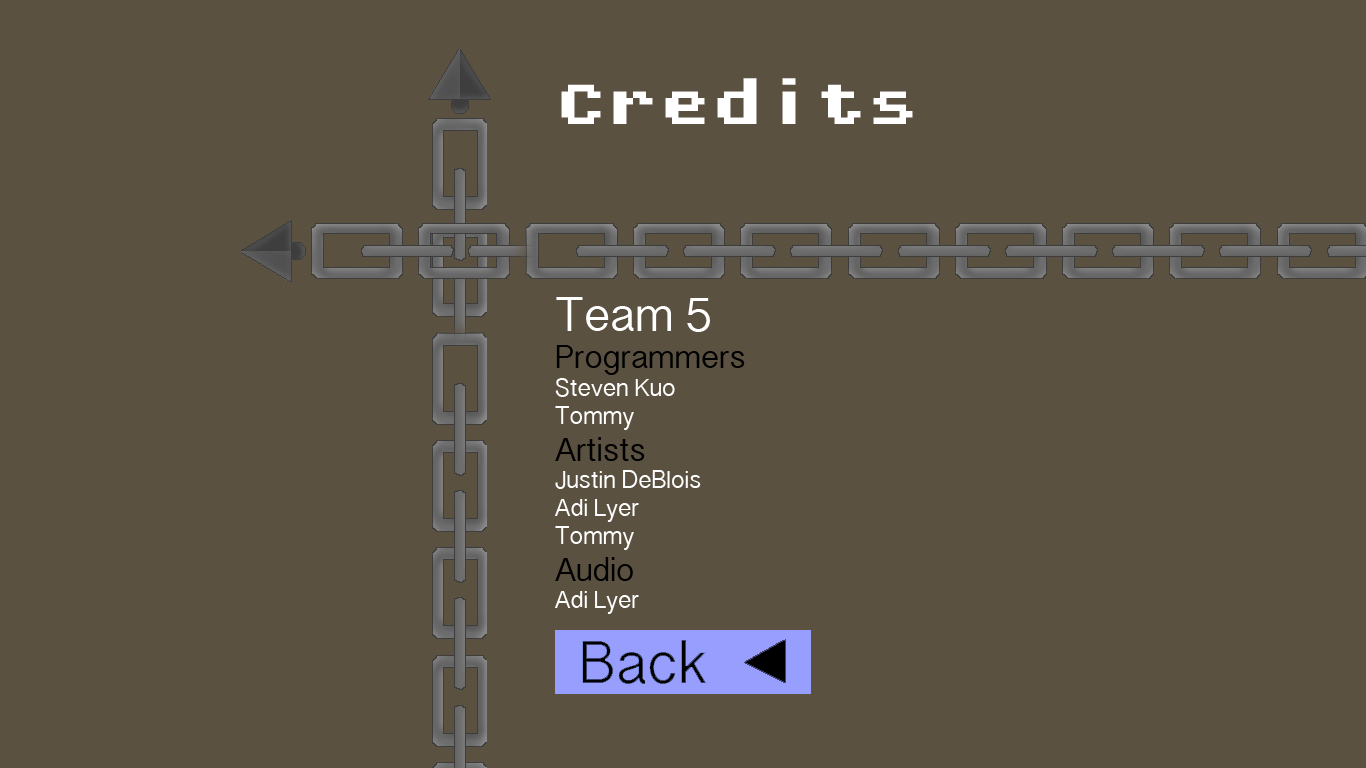 Credits
Team 5
Programmers
Steven Kuo
Tommy
Artists
Justin DeBlois
Adi Lyer
Tommy
Audio
Adi Lyer
Back